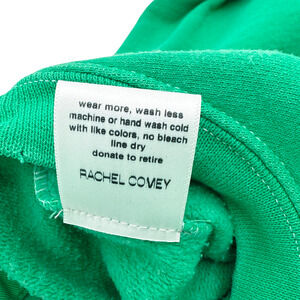 wear more, wash less
machine or hand wash cold
with like colors, no bleach
line dry
donate to retire
RACHEL COMEY